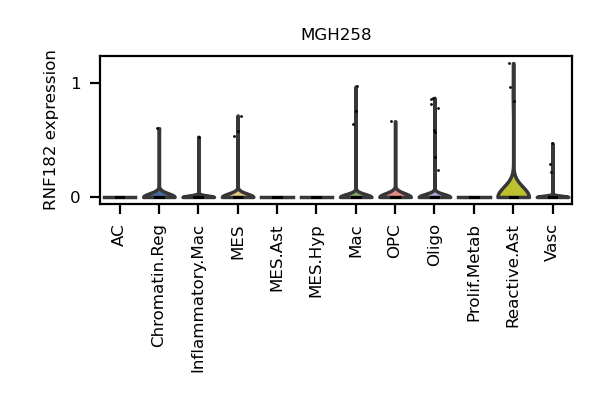 MGH258
RNF182 expression
1
0
AC
Chromatin.Reg
Inflammatory.Mac
MES
MES.Ast
MES.Hyp
Mac
OPC
Oligo
Prolif.Metab
Reactive.Ast
Vasc